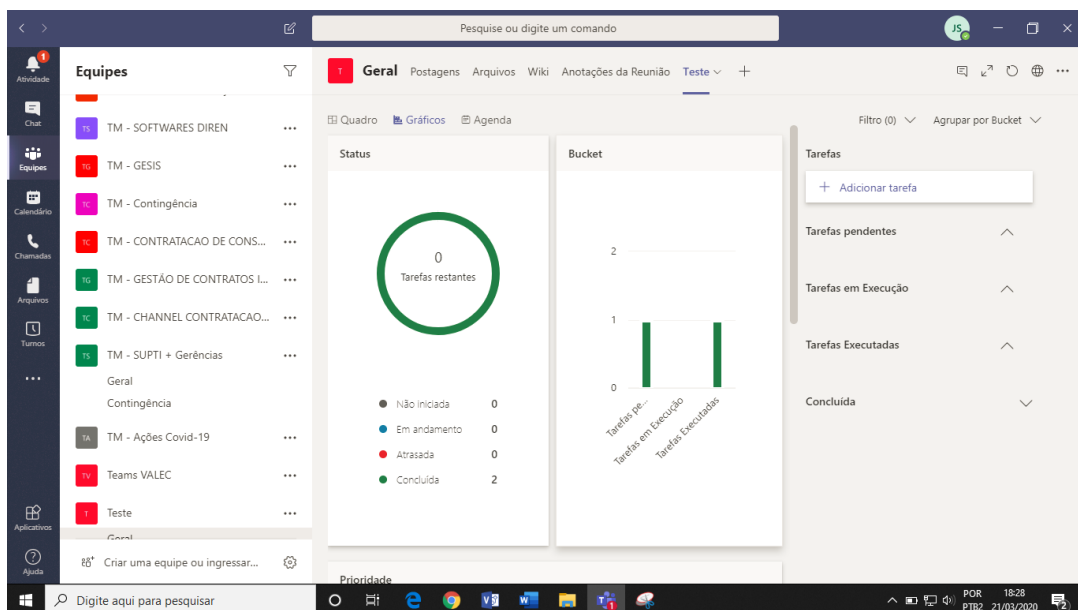 Pesquise ou digite um comando
JS
1
Atividade
Chat
Equipes
Calendário
Chamadas
Arquivos
Turnos
Aplicativos
Ajuda
Equipes
TS TM - SOFTWARES DIREN
TG TM - GESIS
TC TM - Contingência
TC TM - CONTRATACAO DE CONS...
TG TM - GESTÃO DE CONTRATOS I...
TC TM - CHANNEL CONTRATACAO...
TS TM - SUPTI + Gerências
Geral
Contingência
TA TM - Ações Covid-19
TV Teams VALEC
T Teste
Geral
Criar uma equipe ou ingressar...
T Geral Postagens Arquivos Wiki Anotações da Reunião Teste
Quadro Gráficos Agenda
Filtro (0) Agrupar por Bucket
Status
0
Tarefas restantes
Não Iniciada 0
Em andamento 0
Atrasada 0
Concluída 2
Bucket
2
1
0
Tarefas pe...
Tarefas em Execução
Tarefas Executadas
Prioridade
Tarefas
+ Adicionar tarefa
Tarefas pendentes
Tarefas em Execução
Tarefas Executadas
Concluída
Digite aqui para pesquisar
POR 18:28
PTB2 21/03/2020
2